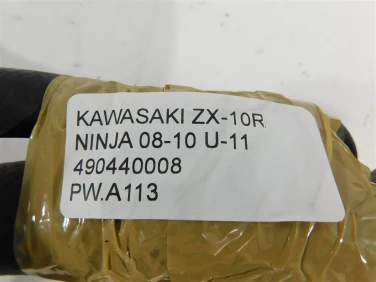 KAWASAKI ZX-10R
NINJA 08-10 U-11
490440008
PW.A113